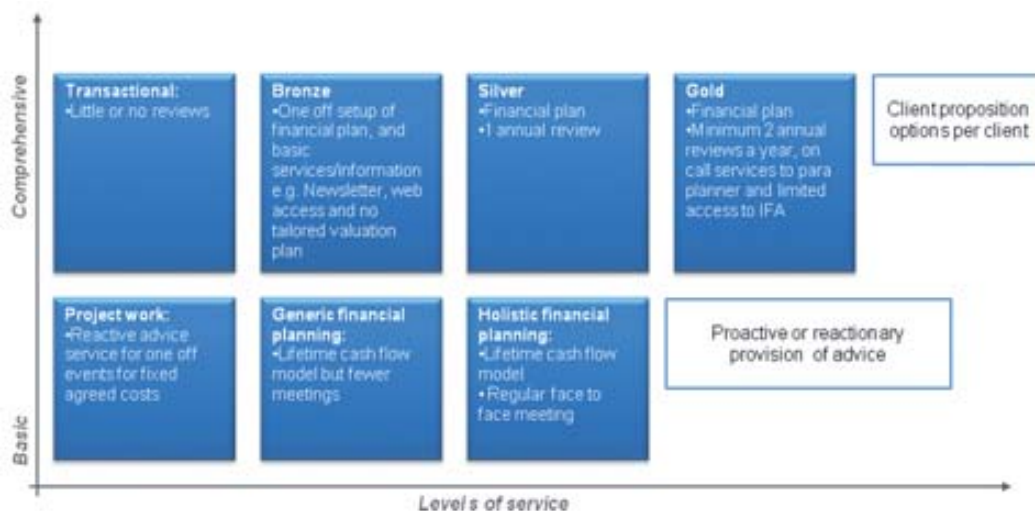 Comprehensive
Transactional:
•Little or no reviews
Bronze
•One off setup of
financial plan, and
basic
services/information
e.g. Newsletter, web
access and no
tailored valuation
plan
Silver
•Financial plan
•1 annual review
Gold
•Financial plan
•Minimum 2 annual
reviews a year, on
call services to para
planner and limited
access to IFA
Client proposition
options per client
Basic
Project work:
•Reactive advice
service for one off
events for fixed
agreed costs
Generic financial
planning:
•Lifetime cash flow
model but fewer
meetings
Holistic financial
planning:
•Lifetime cash flow
model
•Regular face to
face meeting
Proactive or reactionary
provision of advice
Levels of service